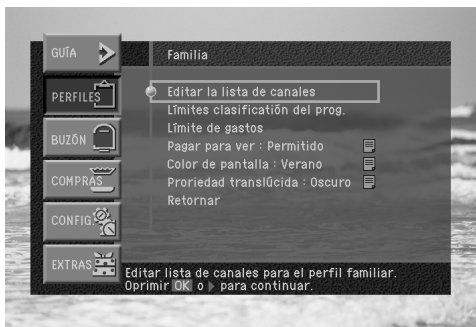 GUÍA
PERFILES
BUZÓN
COMPRAS
CONFIG.
EXTRAS
Familia
Editar la lista de canales
Límites clasificatión del prog.
Límite de gastos
Pagar para ver : Permitido
Color de pantalla : Verano
Proriedad translúcida : Oscuro
Retornar
Editar lista de canales para el perfil familiar.
Oprimir OK o para continuar.